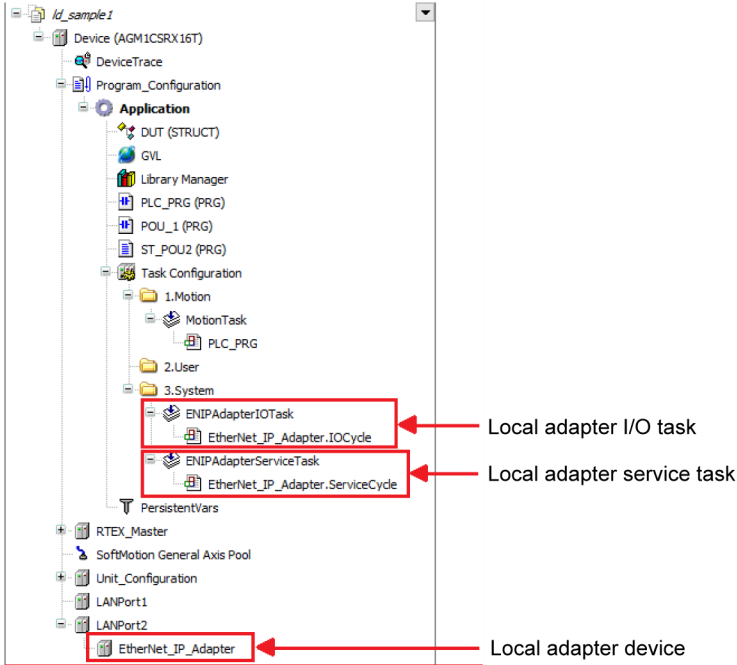 ld_sample1
Device (AGM1CSRX16T)
DeviceTrace
Program_Configuration
Application
DUT (STRUCT)
GVL
Library Manager
PLC_PRG (PRG)
POU_1 (PRG)
ST_POU2 (PRG)
Task Configuration
1.Motion
MotionTask
PLC_PRG
2.User
3.System
ENIPAdapterIOTask
EtherNet_IP_Adapter.IOCycle
Local adapter I/O task
ENIPAdapterServiceTask
EtherNet_IP_Adapter.ServiceCycle
Local adapter service task
PersistentVars
RTEX_Master
SoftMotion General Axis Pool
Unit_Configuration
LANPort1
LANPort2
EtherNet_IP_Adapter
Local adapter device